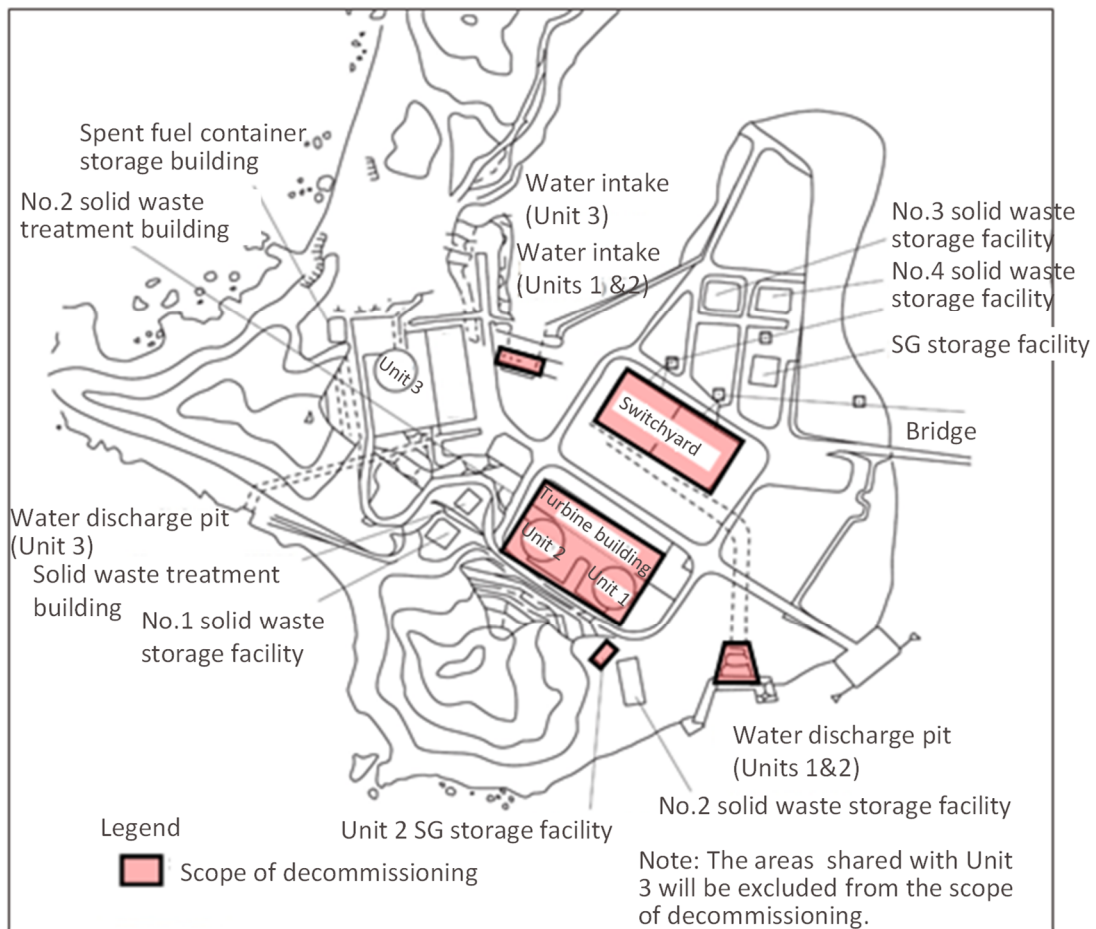 Spent fuel container
storage building
No.2 solid waste
treatment building
Water intake
(Unit 3)
Water intake
(Units 1 &2)
No.3 solid waste
storage facility
No.4 solid waste
storage facility
SG storage facility
Bridge
Unit 3
Switchyard
Turbine building
Unit 2
Unit 1
Water discharge pit
(Unit 3)
Solid waste treatment
building
No.1 solid waste
storage facility
Water discharge pit
(Units 1&2)
No.2 solid waste storage facility
Unit 2 SG storage facility
Legend
Scope of decommissioning
Note: The areas shared with Unit
3 will be excluded from the scope
of decommissioning.